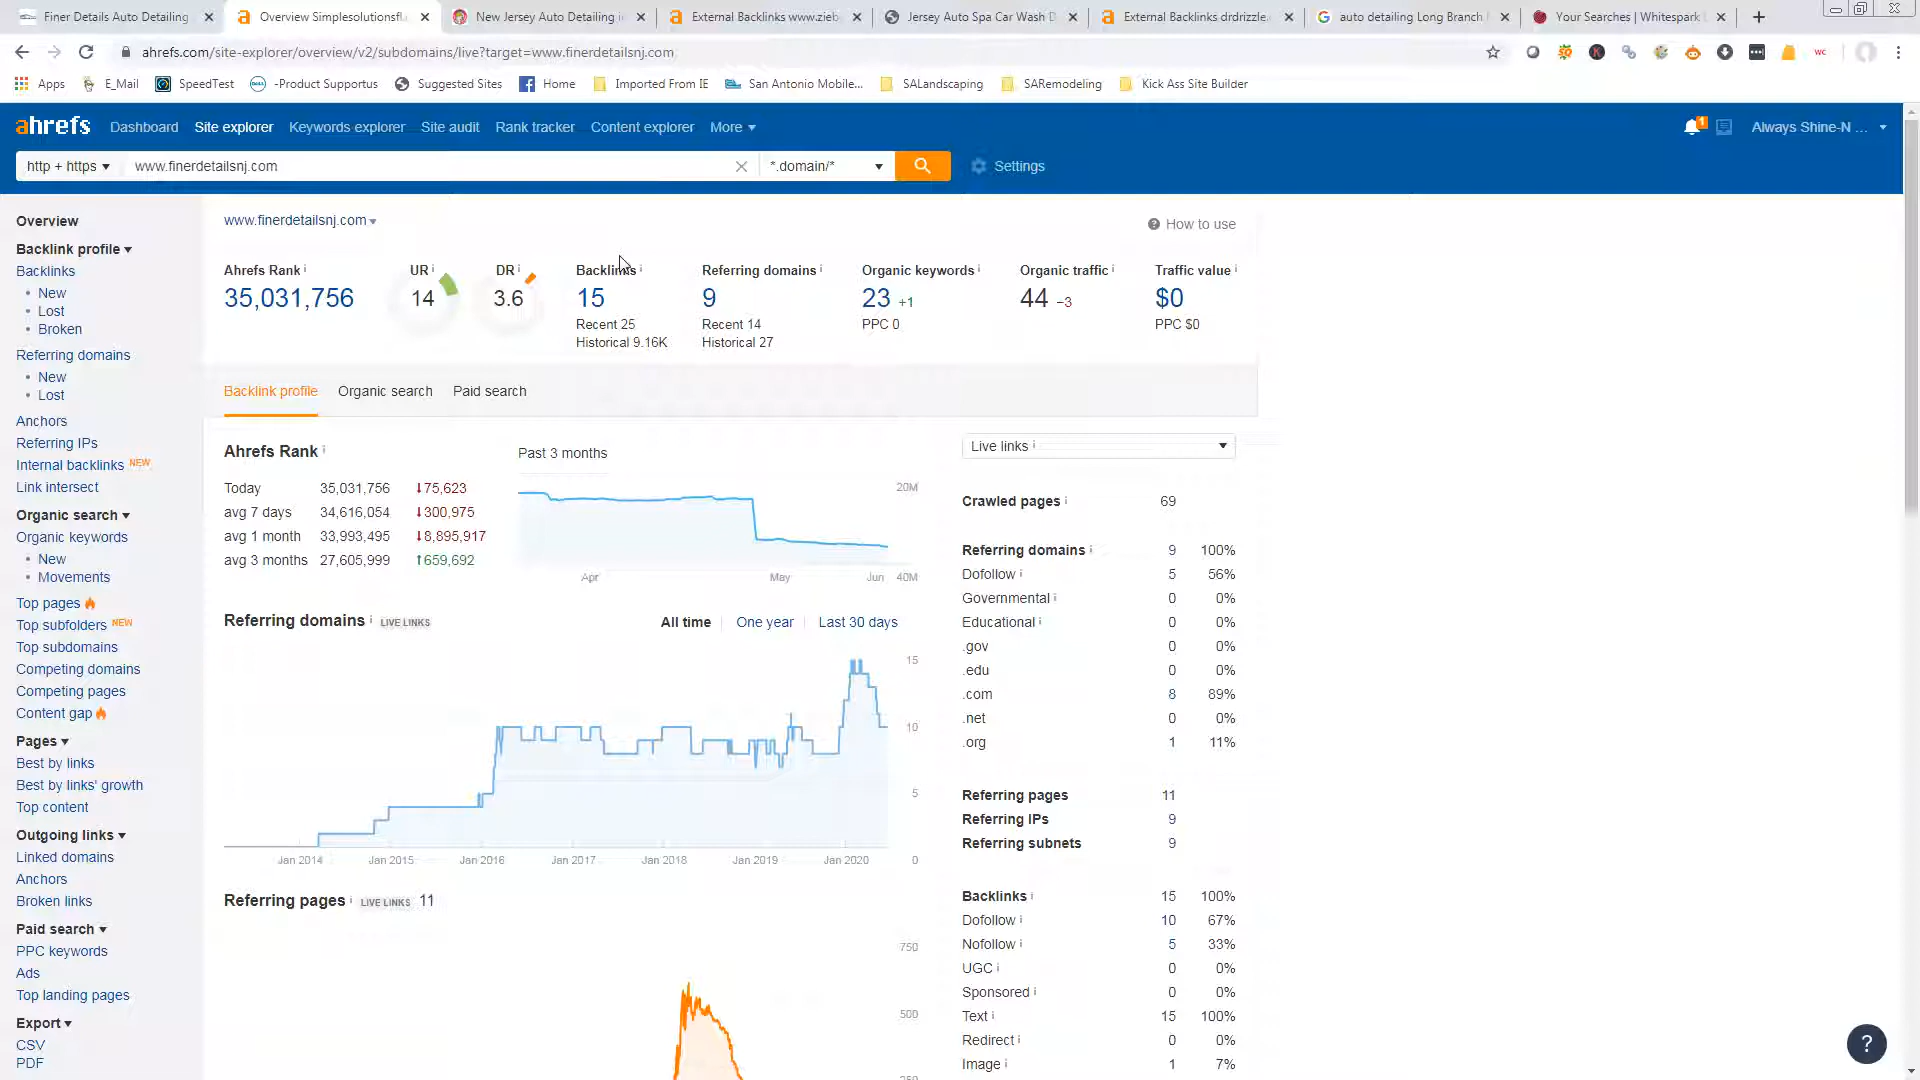 Finer Details Auto Detailing
Overview Simplesolutionsfl
New Jersey Auto Detailing i
External Backlinks www.zieb
Jersey Auto Spa Car Wash D
External Backlinks drdrizzle.
auto detailing Long Branch
Your Searches | Whitespark
ahrefs.com/site-explorer/overview/v2/subdomains/live?target=www.finerdetailsnj.com
Apps
E_Mail
SpeedTest
-Product Supportus
Suggested Sites
Home
Imported From IE
San Antonio Mobile...
SALandscaping
SARemodeling
Kick Ass Site Builder
ahrefs Dashboard Site explorer Keywords explorer Site audit Rank tracker Content explorer More
1 Always Shine-N ...
http + https www.finerdetailsnj.com *.domain/* Settings
Overview
Backlink profile
Backlinks
New
Lost
Broken
Referring domains
New
Lost
Anchors
Referring IPs
Internal backlinks NEW
Link intersect
Organic search
Organic keywords
New
Movements
Top pages
Top subfolders NEW
Top subdomains
Competing domains
Competing pages
Content gap
Pages
Best by links
Best by links' growth
Top content
Outgoing links
Linked domains
Anchors
Broken links
Paid search
PPC keywords
Ads
Top landing pages
Export
CSV
PDF
www.finerdetailsnj.com
How to use
Ahrefs Rank
35,031,756
UR
14
DR
3.6
Backlinks
15
Recent 25
Historical 9.16K
Referring domains
9
Recent 14
Historical 27
Organic keywords
23 +1
PPC 0
Organic traffic
44 −3
Traffic value
$0
PPC $0
Backlink profile Organic search Paid search
Ahrefs Rank
Today 35,031,756 ↓75,623
avg 7 days 34,616,054 ↓300,975
avg 1 month 33,993,495 ↓8,895,917
avg 3 months 27,605,999 ↑659,692
Past 3 months
20M
Apr May Jun 40M
Referring domains LIVE LINKS
All time One year Last 30 days
15
10
5
0
Jan 2014 Jan 2015 Jan 2016 Jan 2017 Jan 2018 Jan 2019 Jan 2020
Referring pages LIVE LINKS 11
750
500
250
Live links
Crawled pages 69
Referring domains 9 100%
Dofollow 5 56%
Governmental 0 0%
Educational 0 0%
.gov 0 0%
.edu 0 0%
.com 8 89%
.net 0 0%
.org 1 11%
Referring pages 11
Referring IPs 9
Referring subnets 9
Backlinks 15 100%
Dofollow 10 67%
Nofollow 5 33%
UGC 0 0%
Sponsored 0 0%
Text 15 100%
Redirect 0 0%
Image 1 7%
?